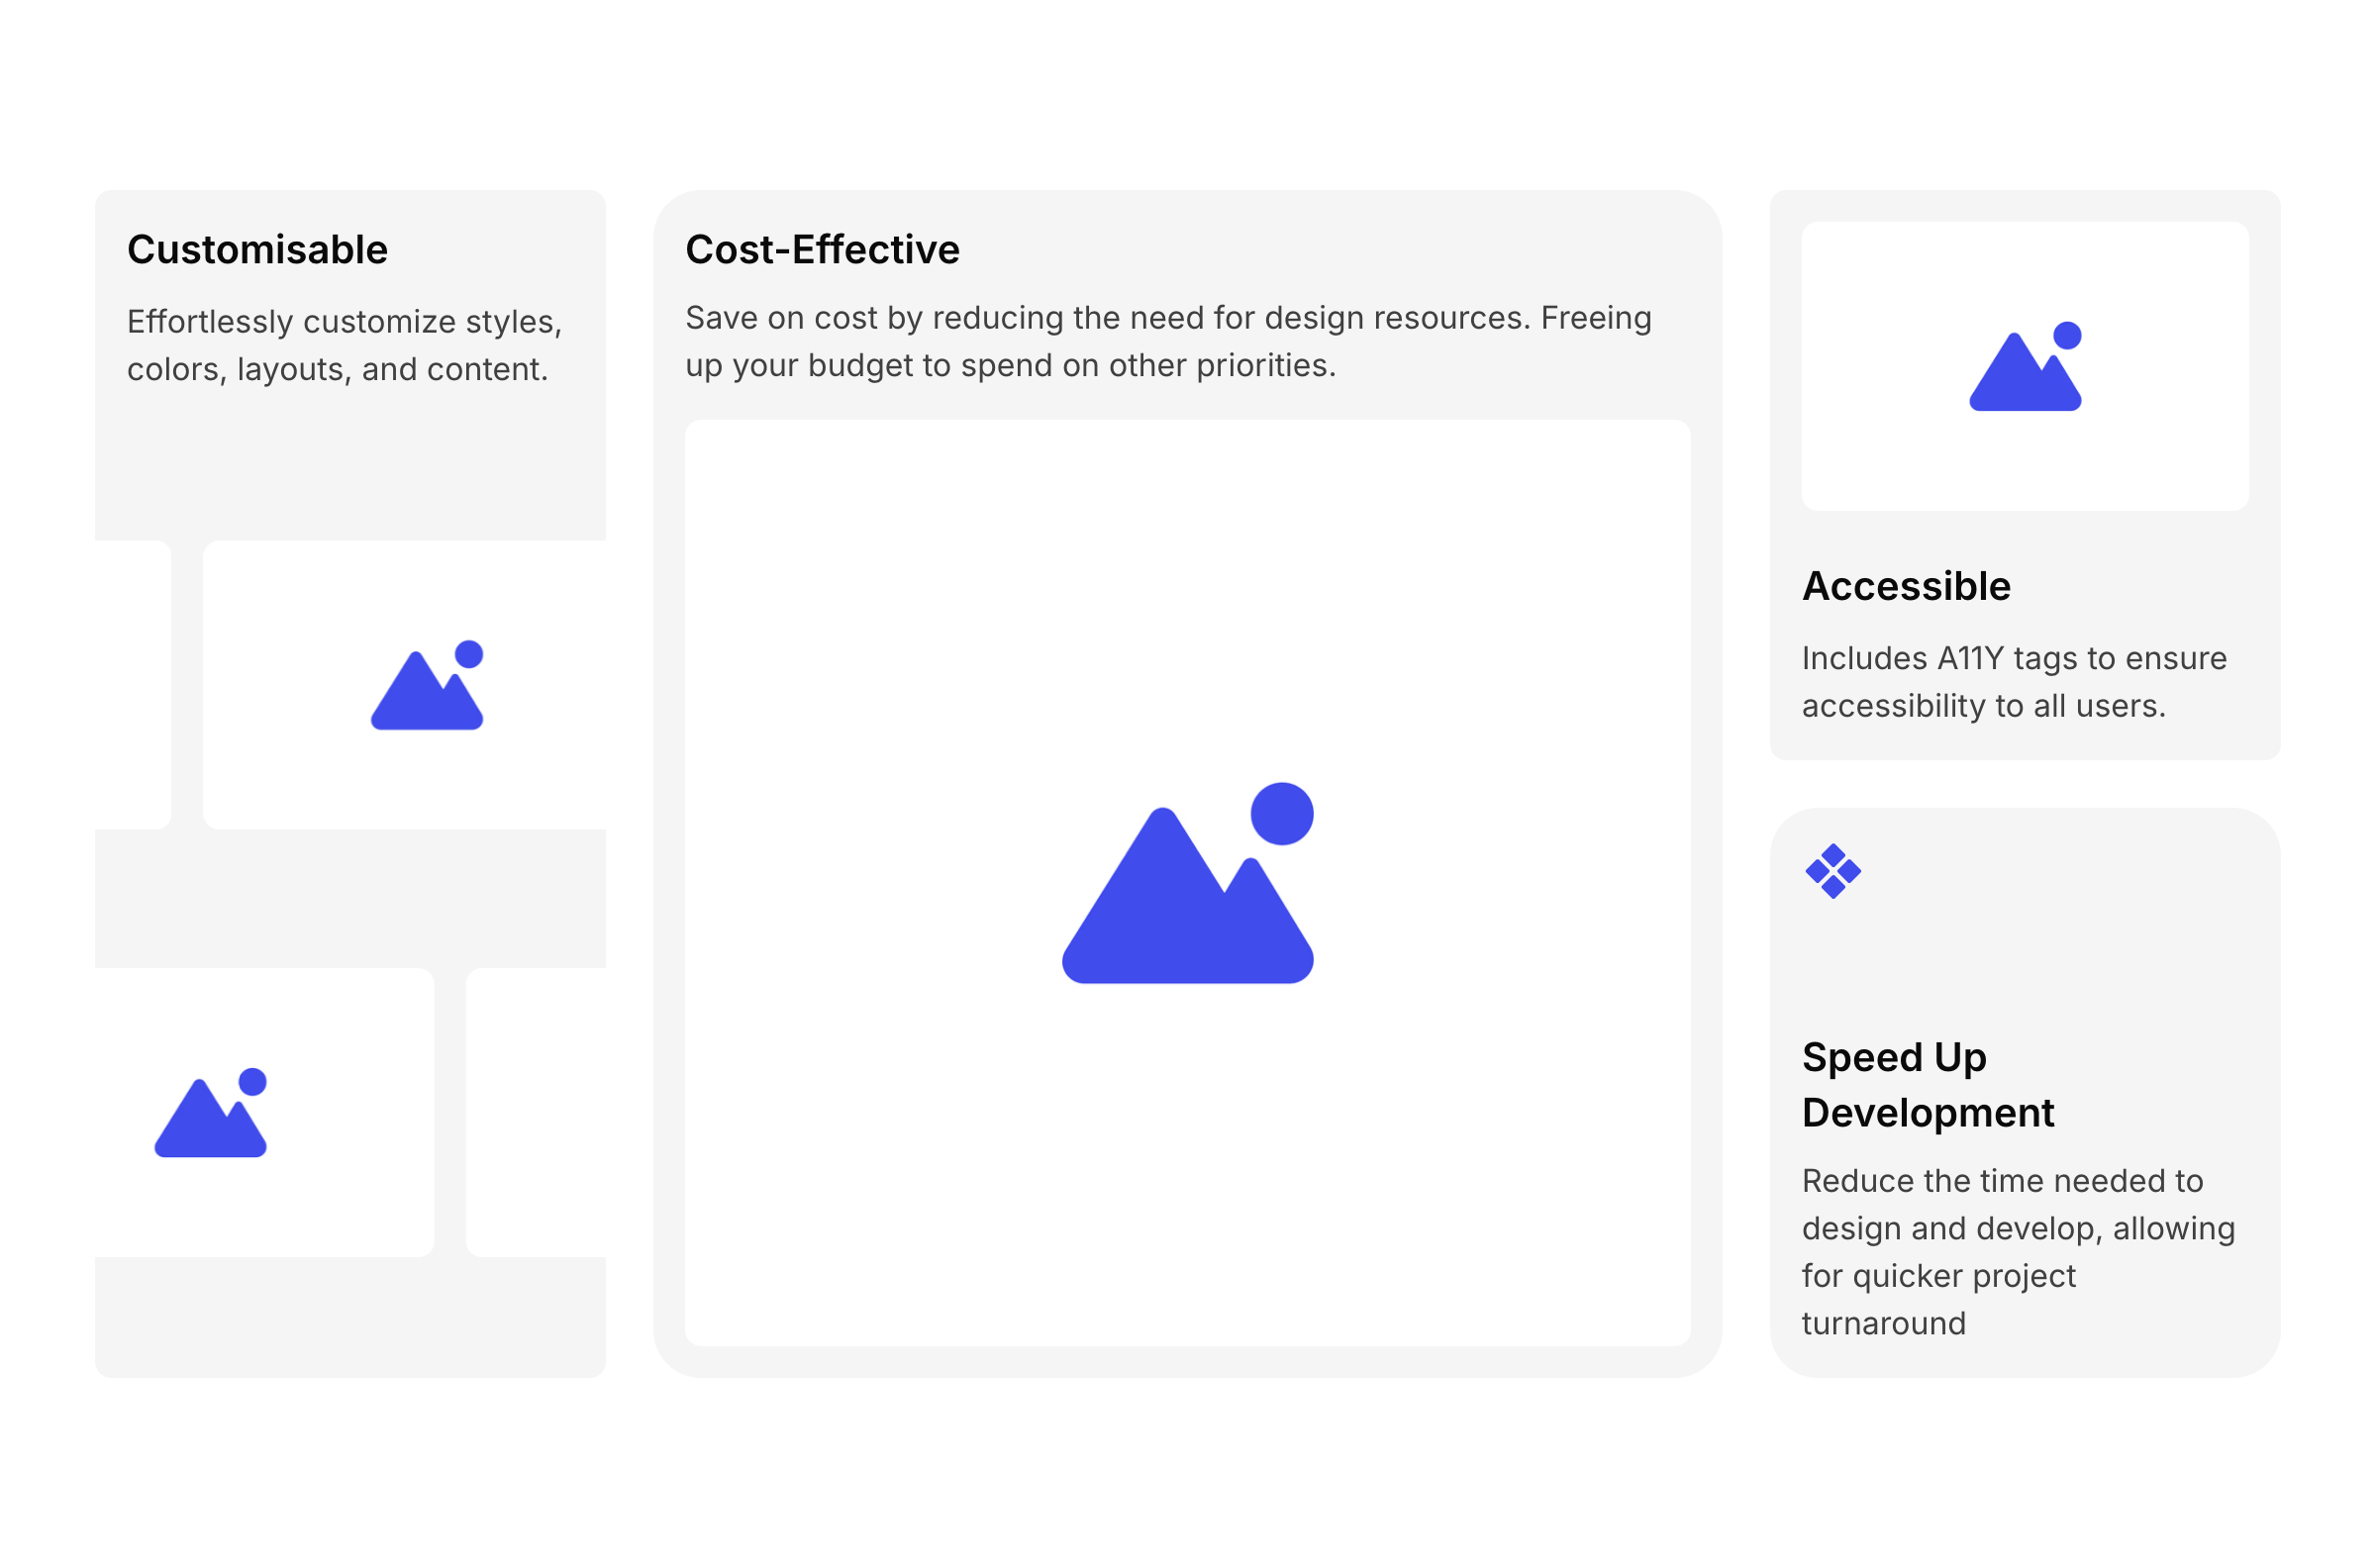 Customisable
Effortlessly customize styles,
colors, layouts, and content.
Cost-Effective
Save on cost by reducing the need for design resources. Freeing
up your budget to spend on other priorities.
Accessible
Includes A11Y tags to ensure
accessibility to all users.
Speed Up
Development
Reduce the time needed to
design and develop, allowing
for quicker project
turnaround